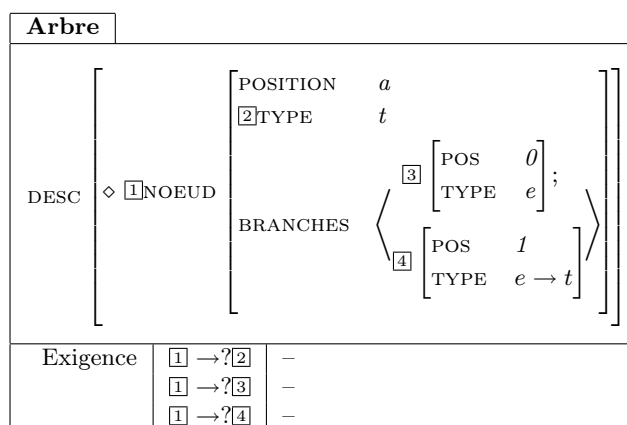 Arbre
POSITION a
2 TYPE t
3 POS 0
TYPE e ;
DESC ⋄ 1 NOEUD
BRANCHES
4 POS 1
TYPE e → t
Exigence 1 →? 2 –
1 →? 3 –
1 →? 4 –